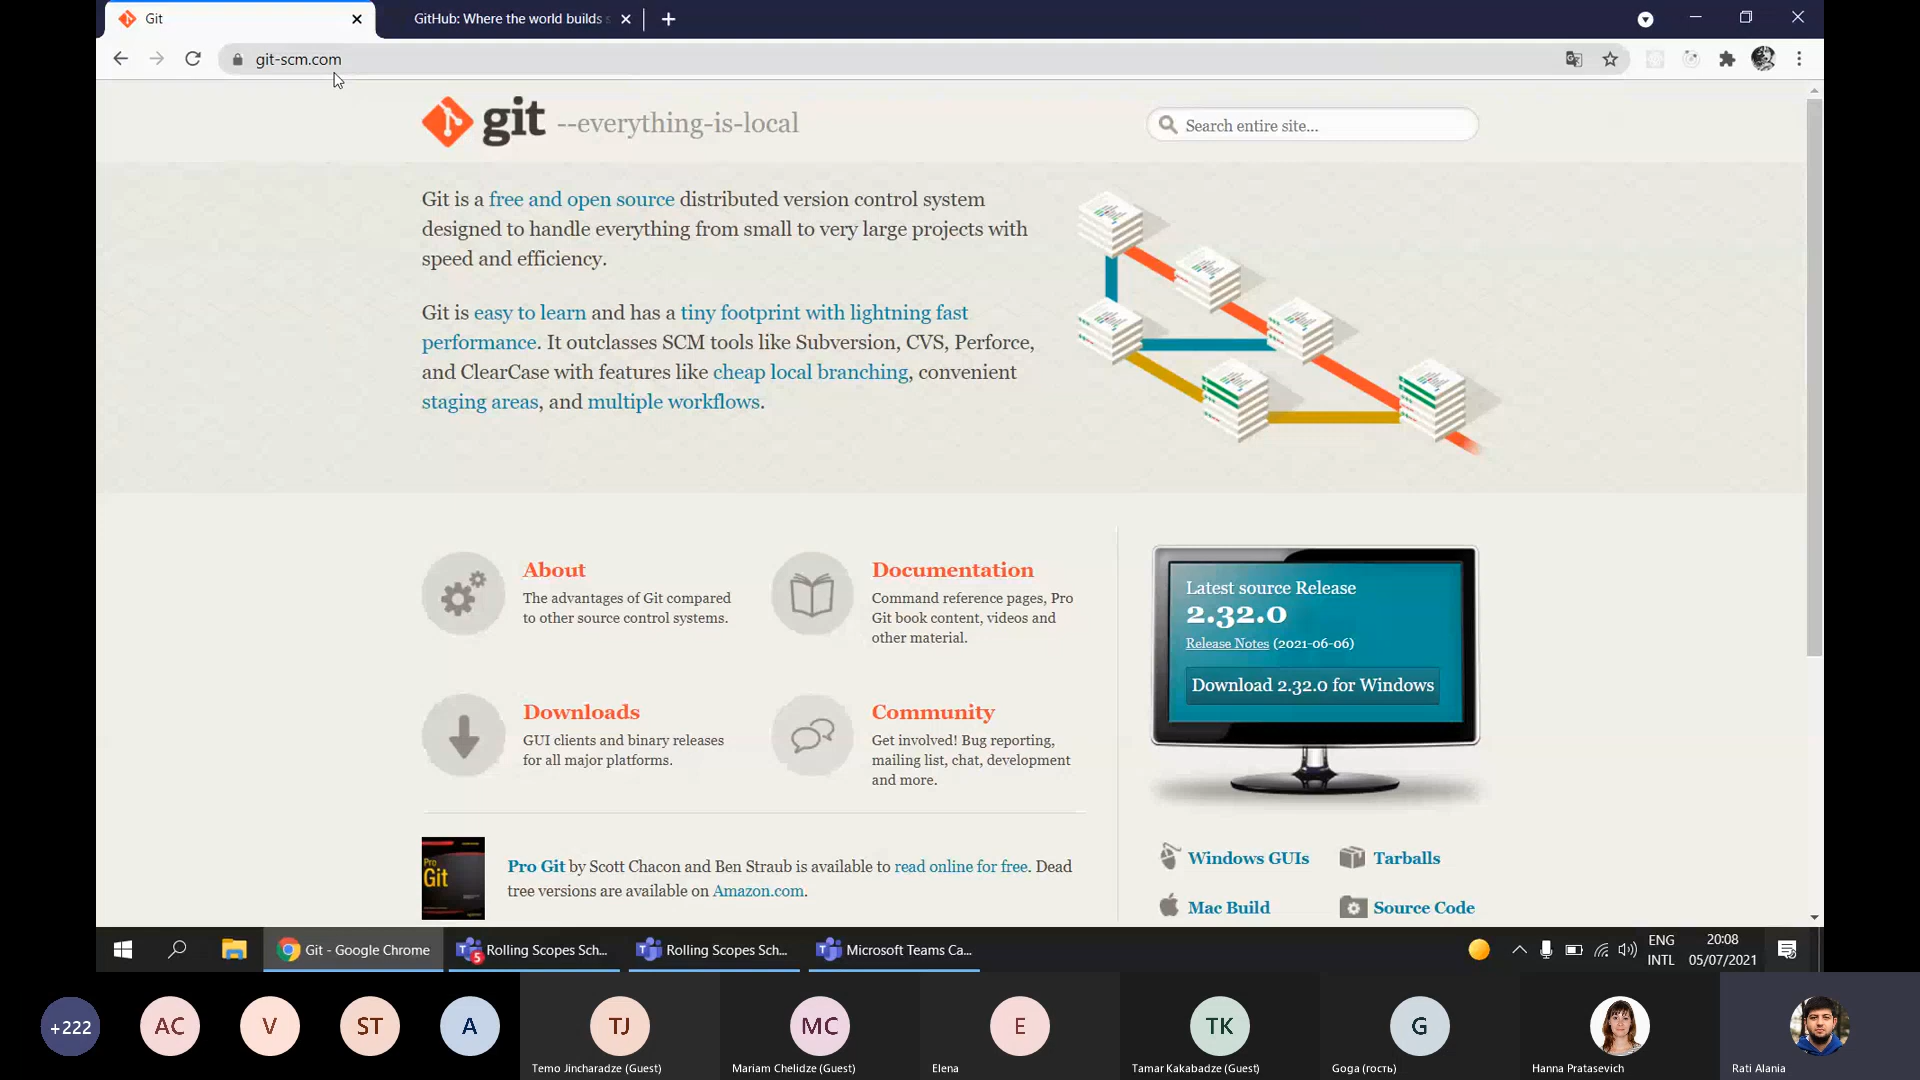 Git
GitHub: Where the world builds
git-scm.com
git --everything-is-local
Search entire site...
Git is a free and open source distributed version control system
designed to handle everything from small to very large projects with
speed and efficiency.
Git is easy to learn and has a tiny footprint with lightning fast
performance. It outclasses SCM tools like Subversion, CVS, Perforce,
and ClearCase with features like cheap local branching, convenient
staging areas, and multiple workflows.
About
The advantages of Git compared
to other source control systems.
Documentation
Command reference pages, Pro
Git book content, videos and
other material.
Downloads
GUI clients and binary releases
for all major platforms.
Community
Get involved! Bug reporting,
mailing list, chat, development
and more.
Latest source Release
2.32.0
Release Notes (2021-06-06)
Download 2.32.0 for Windows
Pro
Git
Pro Git by Scott Chacon and Ben Straub is available to read online for free. Dead
tree versions are available on Amazon.com.
Windows GUIs
Tarballs
Mac Build
Source Code
Git - Google Chrome
5
Rolling Scopes Sch...
Rolling Scopes Sch...
Microsoft Teams Ca...
ENG
INTL
20:08
05/07/2021
+222
AC
V
ST
A
TJ
MC
E
TK
G
Temo Jincharadze (Guest)
Mariam Chelidze (Guest)
Elena
Tamar Kakabadze (Guest)
Goga (гость)
Hanna Pratasevich
Rati Alania